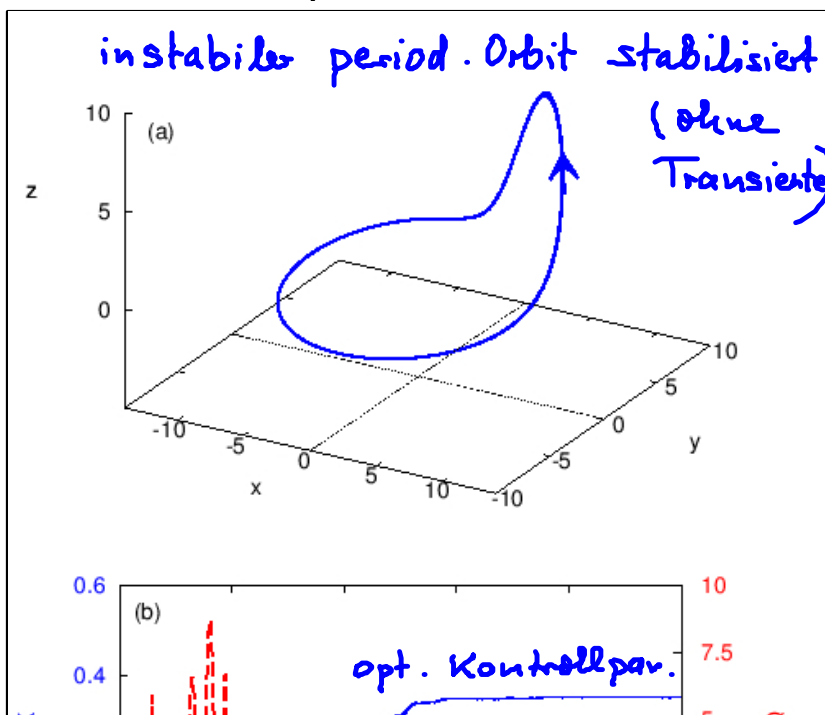 instabiler period. Orbit stabilisiert
10
(a)
(ohne
Transiente)
z
5
0
10
5
0
-5
-10
y
-10
-5
0
5
10
x
0.6
(b)
10
7.5
opt. Kontrollpar.
0.4